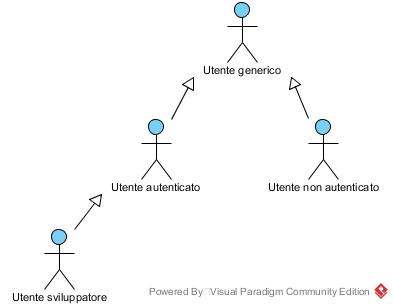 Utente generico
Utente autenticato
Utente non autenticato
Utente sviluppatore
Powered By Visual Paradigm Community Edition